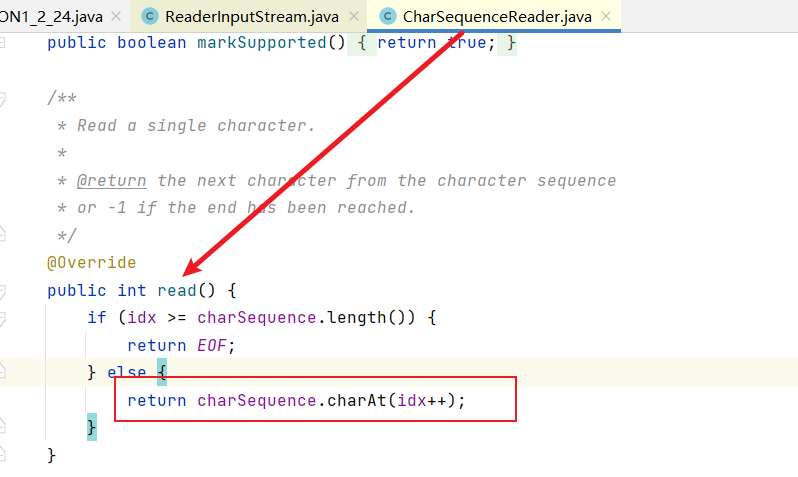 ON1_2_24.java × ReaderInputStream.java × CharSequenceReader.java ×
public boolean markSupported() { return true; }
/**
* Read a single character.
*
* @return the next character from the character sequence
* or -1 if the end has been reached.
*/
@Override
public int read() {
if (idx >= charSequence.length()) {
return EOF;
} else {
return charSequence.charAt(idx++);
}
}